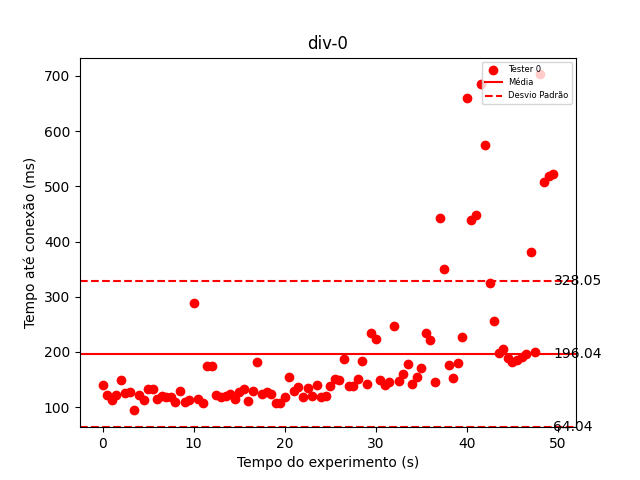 div-0
Tester 0
Média
Desvio Padrão
Tempo até conexão (ms)
700
600
500
400
300
200
100
328.05
196.04
64.04
0
10
20
30
40
50
Tempo do experimento (s)